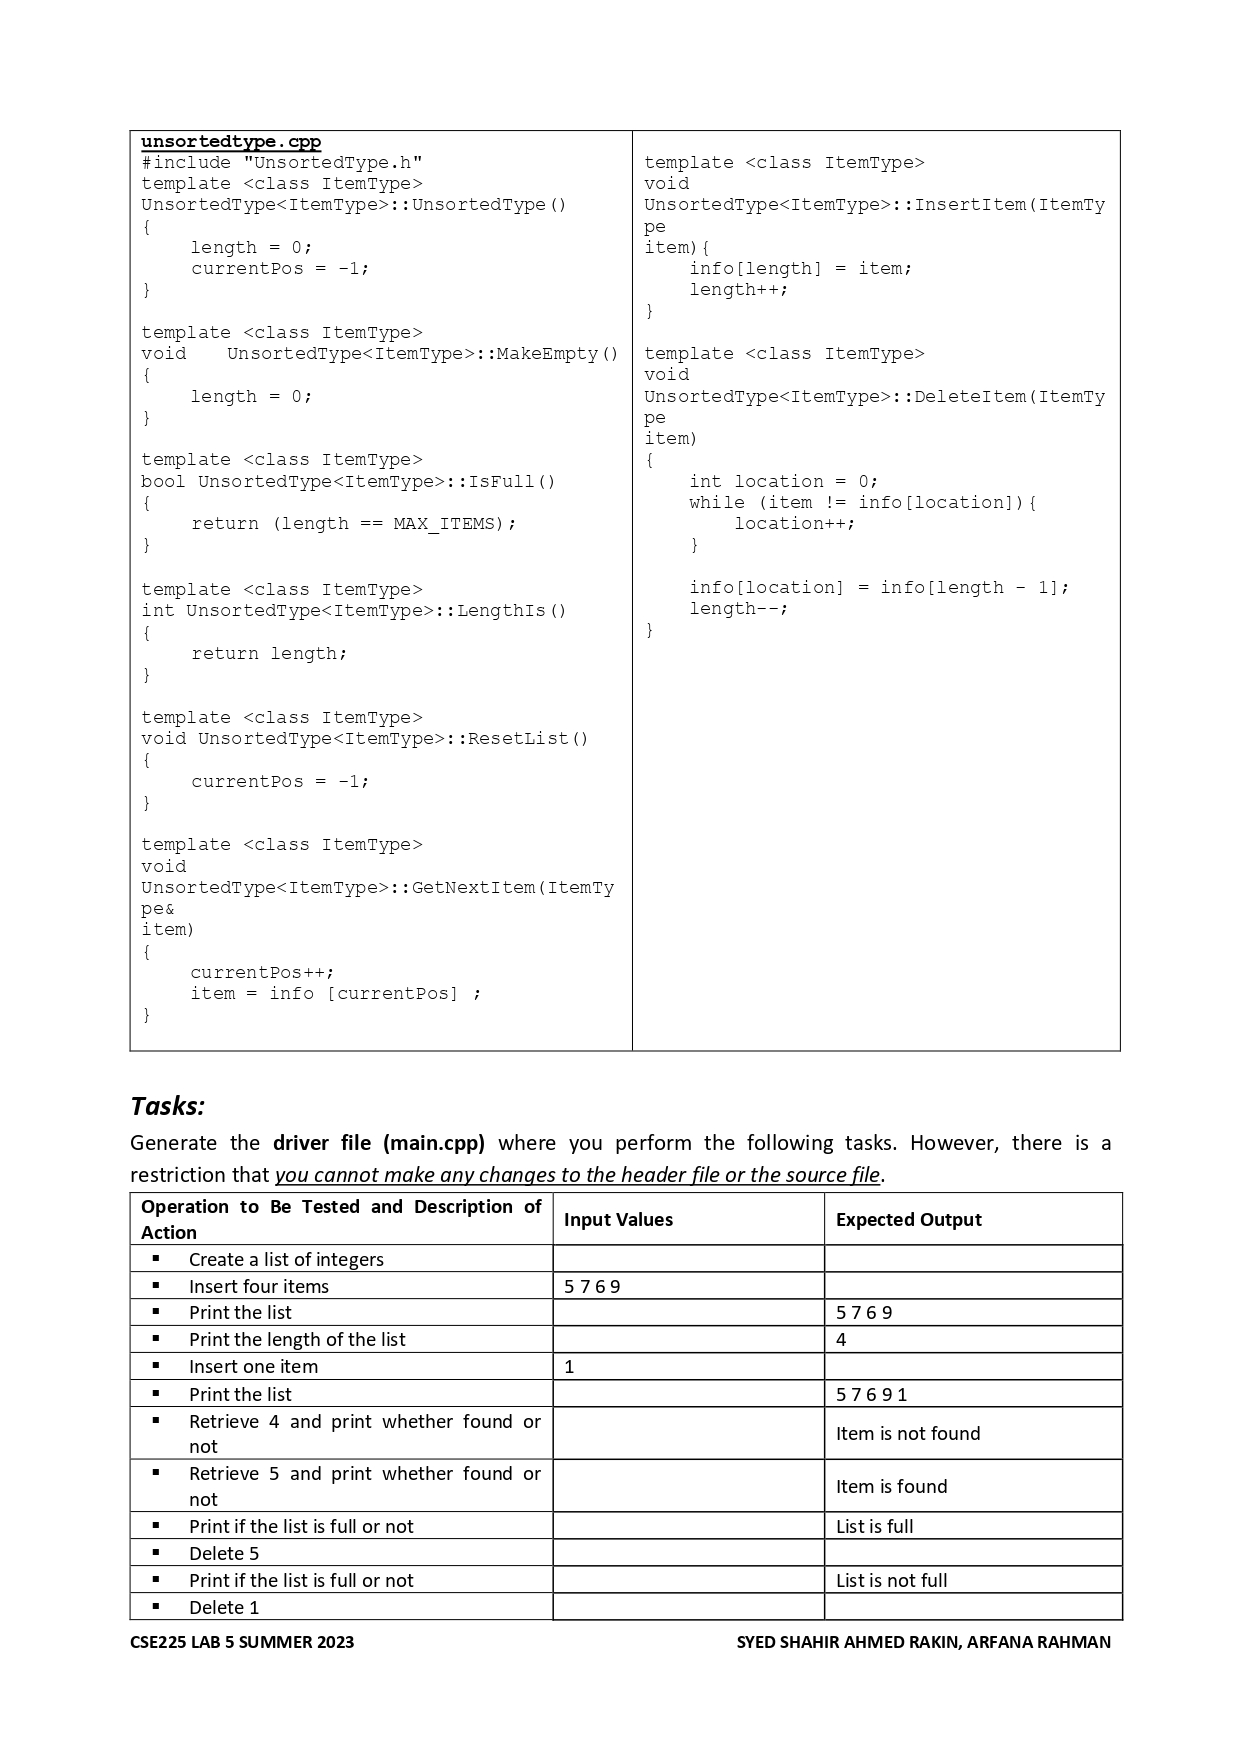 unsortedtype.cpp
#include "UnsortedType.h"
template <class ItemType>
UnsortedType<ItemType>::UnsortedType()
{
length = 0;
currentPos = -1;
}
template <class ItemType>
void UnsortedType<ItemType>::MakeEmpty()
{
length = 0;
}
template <class ItemType>
bool UnsortedType<ItemType>::IsFull()
{
return (length == MAX_ITEMS);
}
template <class ItemType>
int UnsortedType<ItemType>::LengthIs()
{
return length;
}
template <class ItemType>
void UnsortedType<ItemType>::ResetList()
{
currentPos = -1;
}
template <class ItemType>
void
UnsortedType<ItemType>::GetNextItem(ItemTy
pe&
item)
{
currentPos++;
item = info [currentPos] ;
}
template <class ItemType>
void
UnsortedType<ItemType>::InsertItem(ItemTy
pe
item){
info[length] = item;
length++;
}
template <class ItemType>
void
UnsortedType<ItemType>::DeleteItem(ItemTy
pe
item)
{
int location = 0;
while (item != info[location]){
location++;
}
info[location] = info[length - 1];
length--;
}
Tasks:
Generate the driver file (main.cpp) where you perform the following tasks. However, there is a
restriction that you cannot make any changes to the header file or the source file.
Operation to Be Tested and Description of
Action
Input Values
Expected Output
▪ Create a list of integers
▪ Insert four items
5 7 6 9
▪ Print the list
5 7 6 9
▪ Print the length of the list
4
▪ Insert one item
1
▪ Print the list
5 7 6 9 1
▪ Retrieve 4 and print whether found or
not
Item is not found
▪ Retrieve 5 and print whether found or
not
Item is found
▪ Print if the list is full or not
List is full
▪ Delete 5
▪ Print if the list is full or not
List is not full
▪ Delete 1
CSE225 LAB 5 SUMMER 2023
SYED SHAHIR AHMED RAKIN, ARFANA RAHMAN